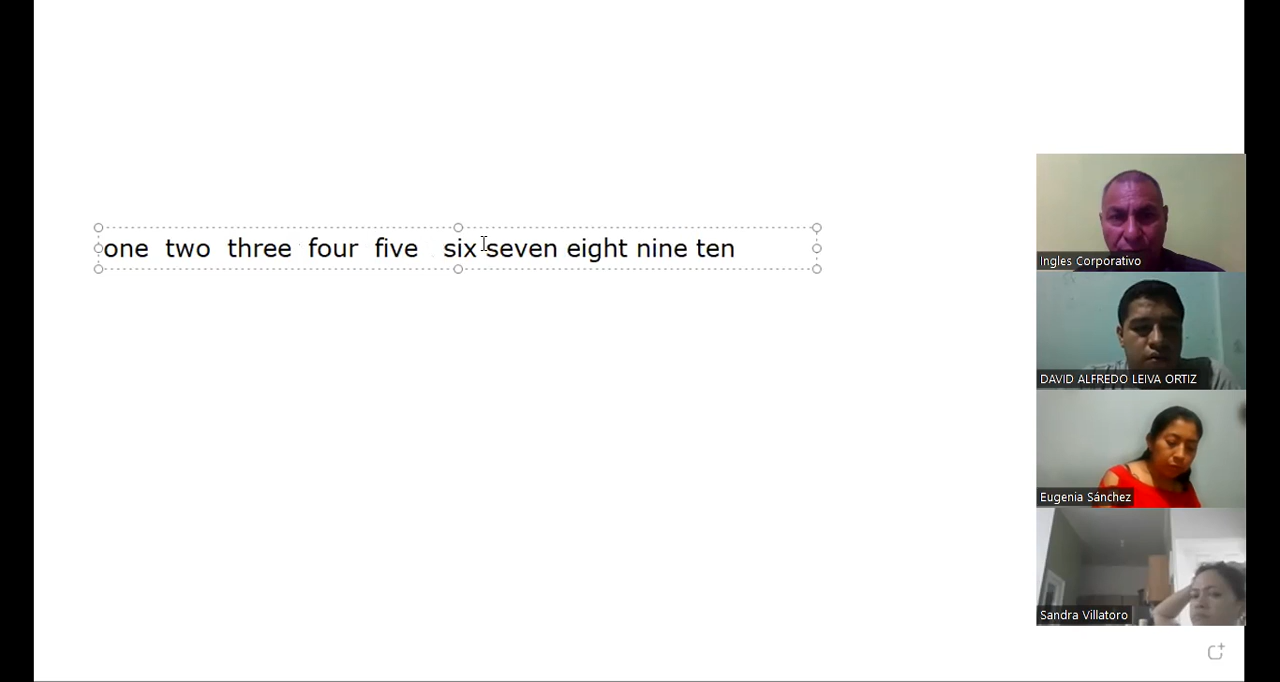 one two three four five six seven eight nine ten
Ingles Corporativo
DAVID ALFREDO LEIVA ORTIZ
Eugenia Sánchez
Sandra Villatoro